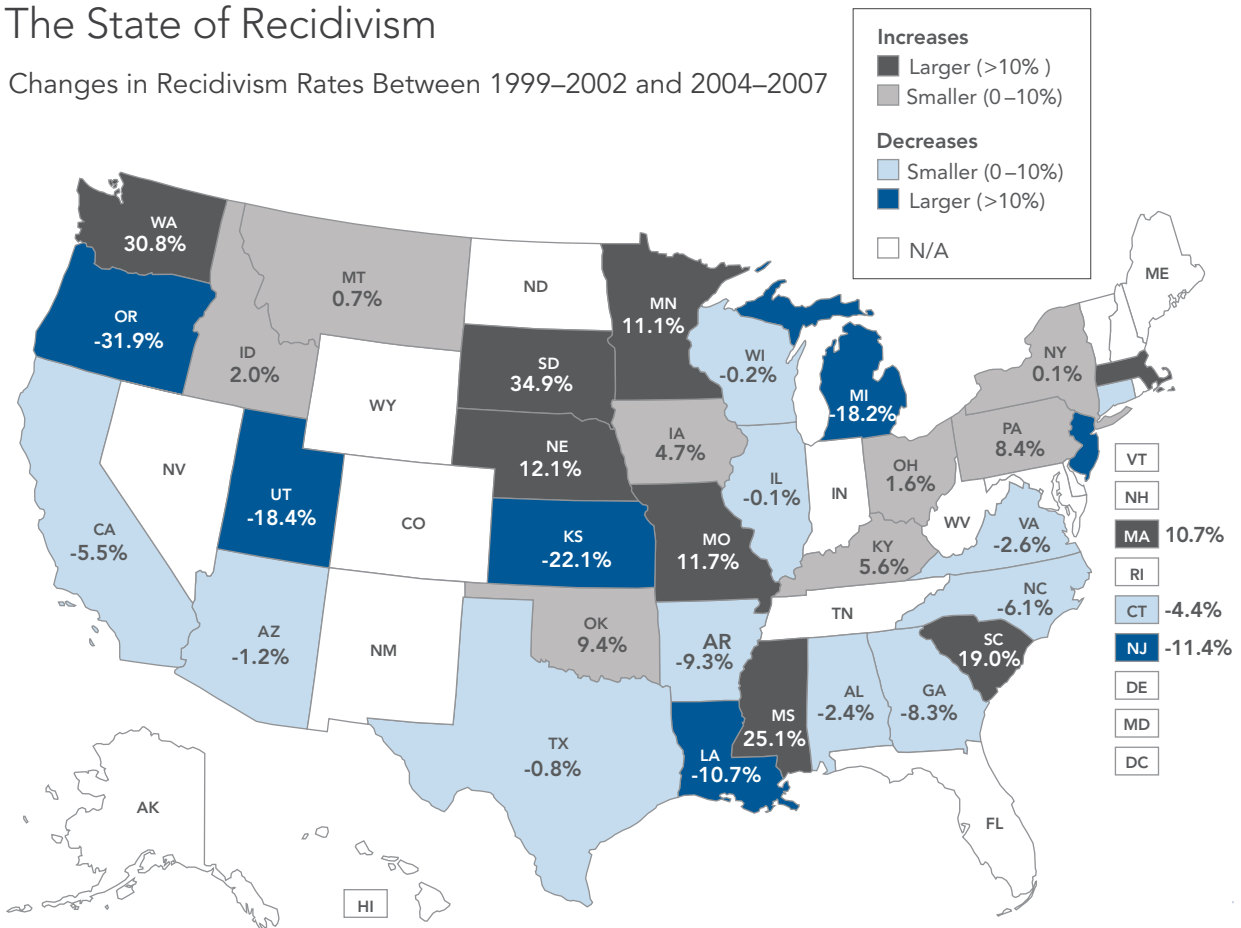 The State of Recidivism
Changes in Recidivism Rates Between 1999–2002 and 2004–2007
Increases
Larger (>10% )
Smaller (0–10%)
Decreases
Smaller (0–10%)
Larger (>10%)
N/A
WA
30.8%
OR
-31.9%
ID
2.0%
MT
0.7%
ND
MN
11.1%
SD
34.9%
WI
-0.2%
MI
-18.2%
NY
0.1%
ME
WY
NE
12.1%
IA
4.7%
PA
8.4%
NV
UT
-18.4%
CO
KS
-22.1%
MO
11.7%
IL
-0.1%
IN
OH
1.6%
WV
VA
-2.6%
KY
5.6%
CA
-5.5%
AZ
-1.2%
NM
OK
9.4%
AR
-9.3%
TN
NC
-6.1%
SC
19.0%
TX
-0.8%
LA
-10.7%
MS
25.1%
AL
-2.4%
GA
-8.3%
FL
AK
HI
VT
NH
MA 10.7%
RI
CT -4.4%
NJ -11.4%
DE
MD
DC